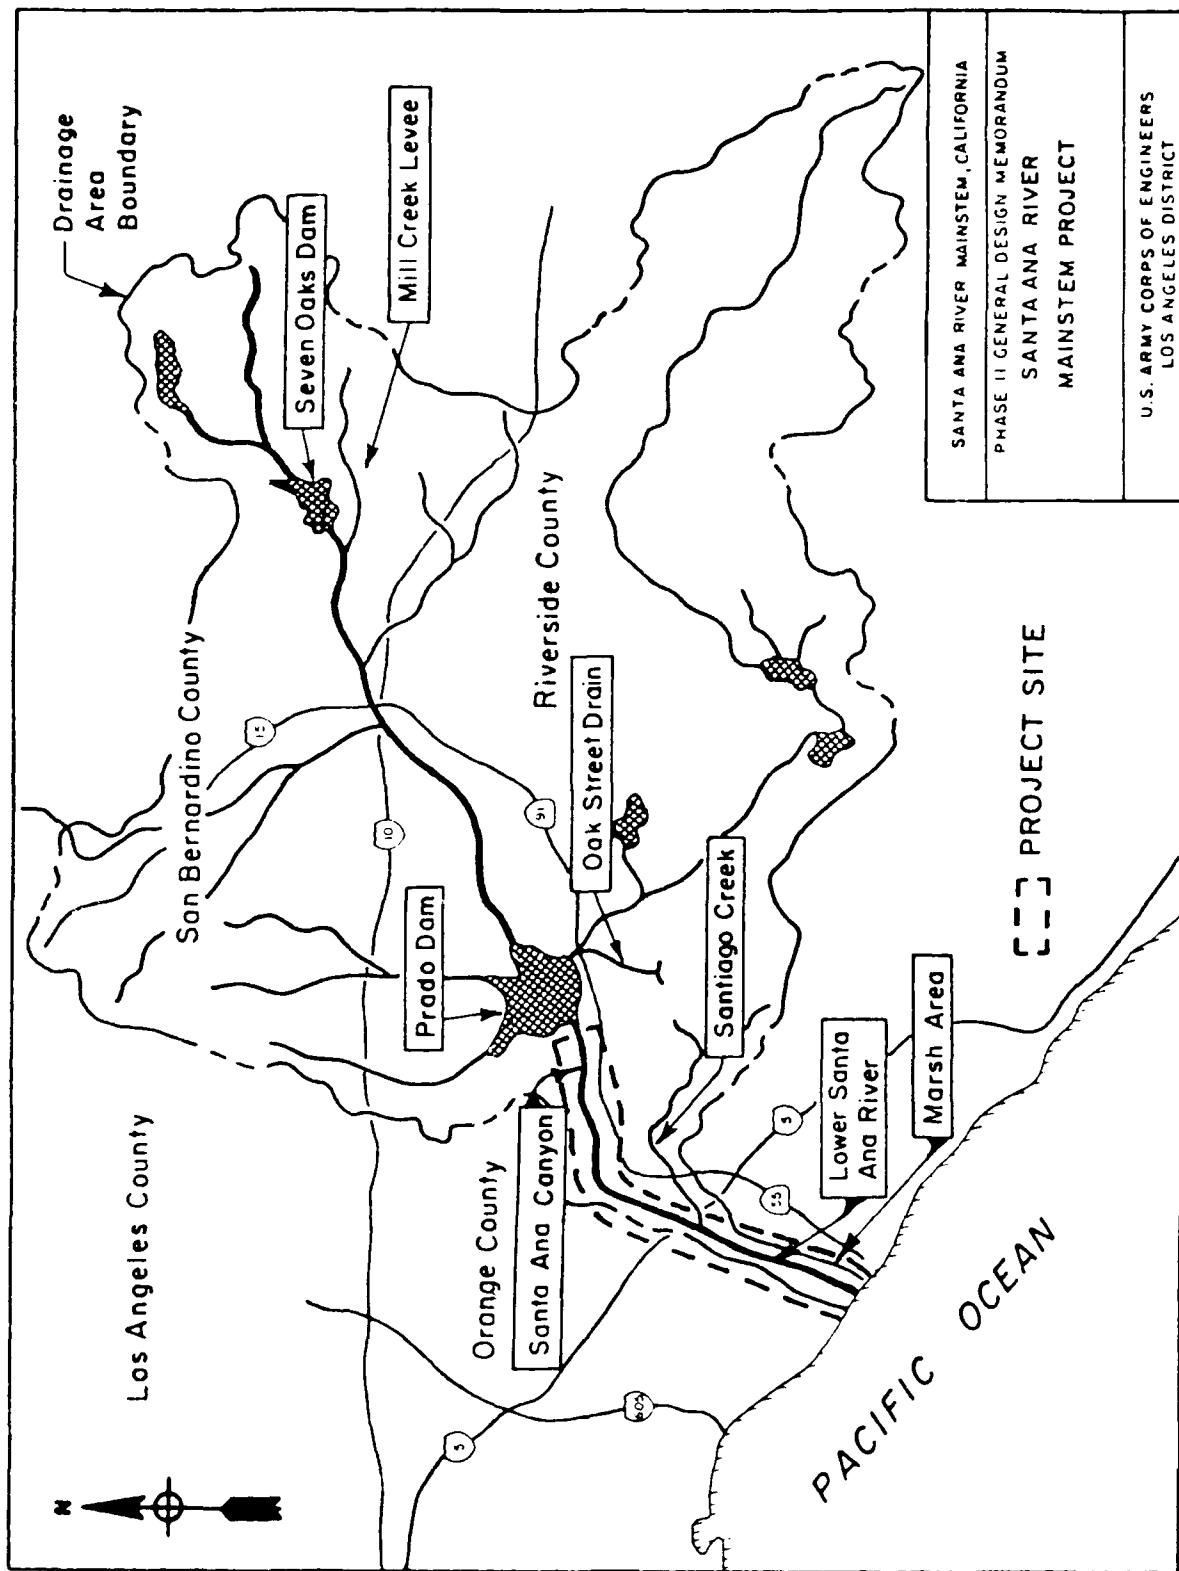 N
Los Angeles County
San Bernardino County
Drainage
Area
Boundary
Seven Oaks Dam
Mill Creek Levee
15
10
91
Prado Dam
Riverside County
Orange County
Santa Ana Canyon
Oak Street Drain
Santiago Creek
5
605
55
5
Lower Santa
Ana River
Marsh Area
PACIFIC OCEAN
PROJECT SITE
SANTA ANA RIVER MAINSTEM, CALIFORNIA
PHASE II GENERAL DESIGN MEMORANDUM
SANTA ANA RIVER
MAINSTEM PROJECT
U.S. ARMY CORPS OF ENGINEERS
LOS ANGELES DISTRICT